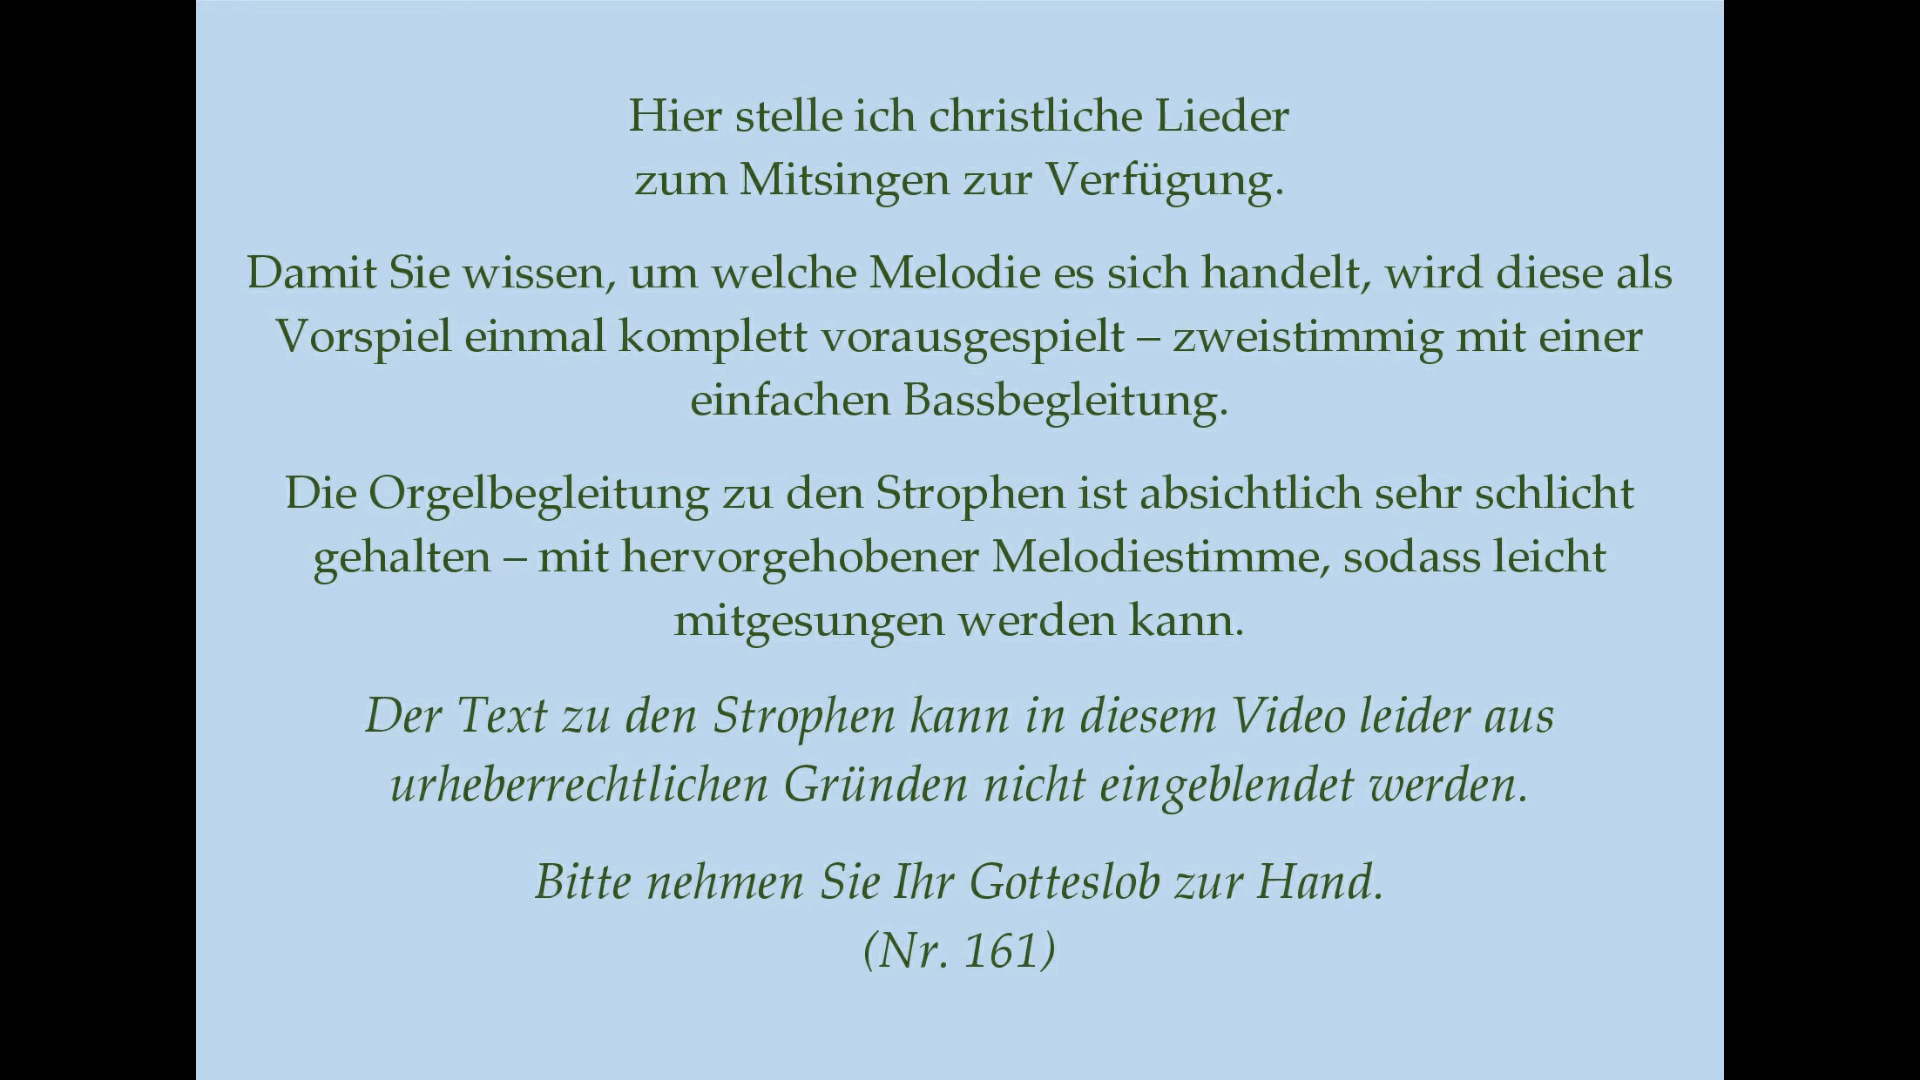 Hier stelle ich christliche Lieder
zum Mitsingen zur Verfügung.
Damit Sie wissen, um welche Melodie es sich handelt, wird diese als
Vorspiel einmal komplett vorausgespielt – zweistimmig mit einer
einfachen Bassbegleitung.
Die Orgelbegleitung zu den Strophen ist absichtlich sehr schlicht
gehalten – mit hervorgehobener Melodiestimme, sodass leicht
mitgesungen werden kann.
Der Text zu den Strophen kann in diesem Video leider aus
urheberrechtlichen Gründen nicht eingeblendet werden.
Bitte nehmen Sie Ihr Gotteslob zur Hand.
(Nr. 161)